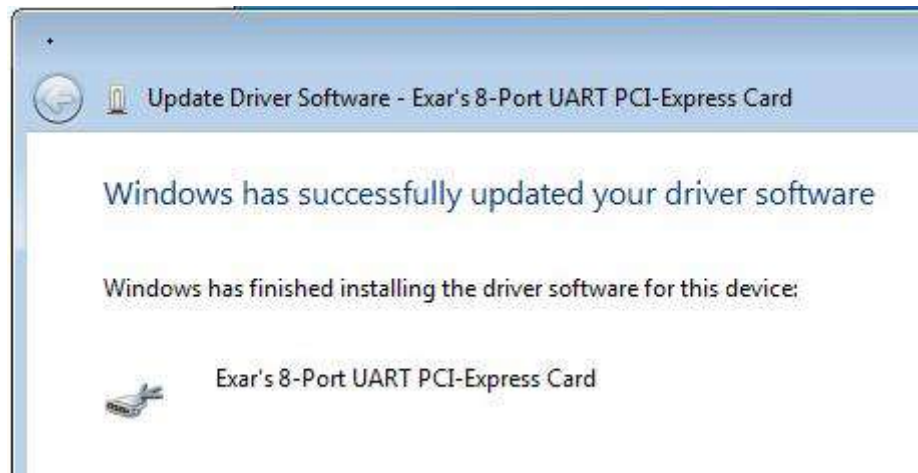 Update Driver Software - Exar's 8-Port UART PCI-Express Card
Windows has successfully updated your driver software
Windows has finished installing the driver software for this device:
Exar's 8-Port UART PCI-Express Card